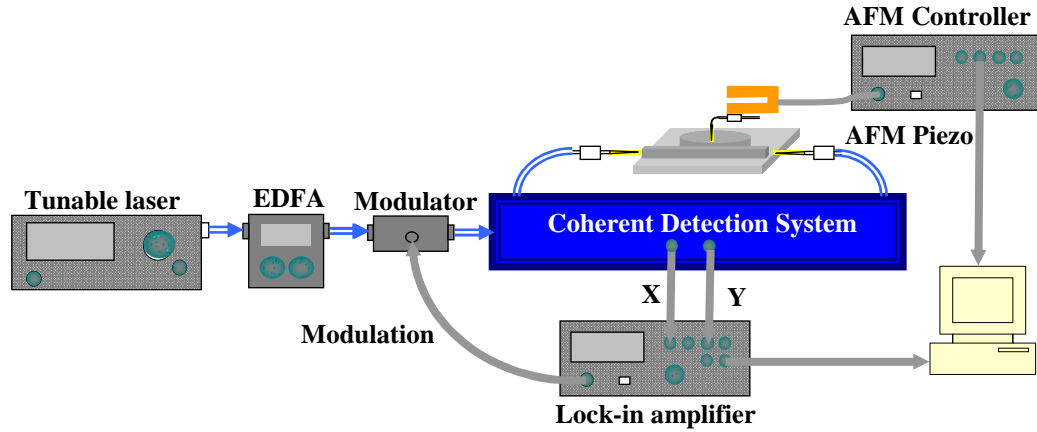 AFM Controller
AFM Piezo
Tunable laser
EDFA
Modulator
Coherent Detection System
X
Y
Modulation
Lock-in amplifier